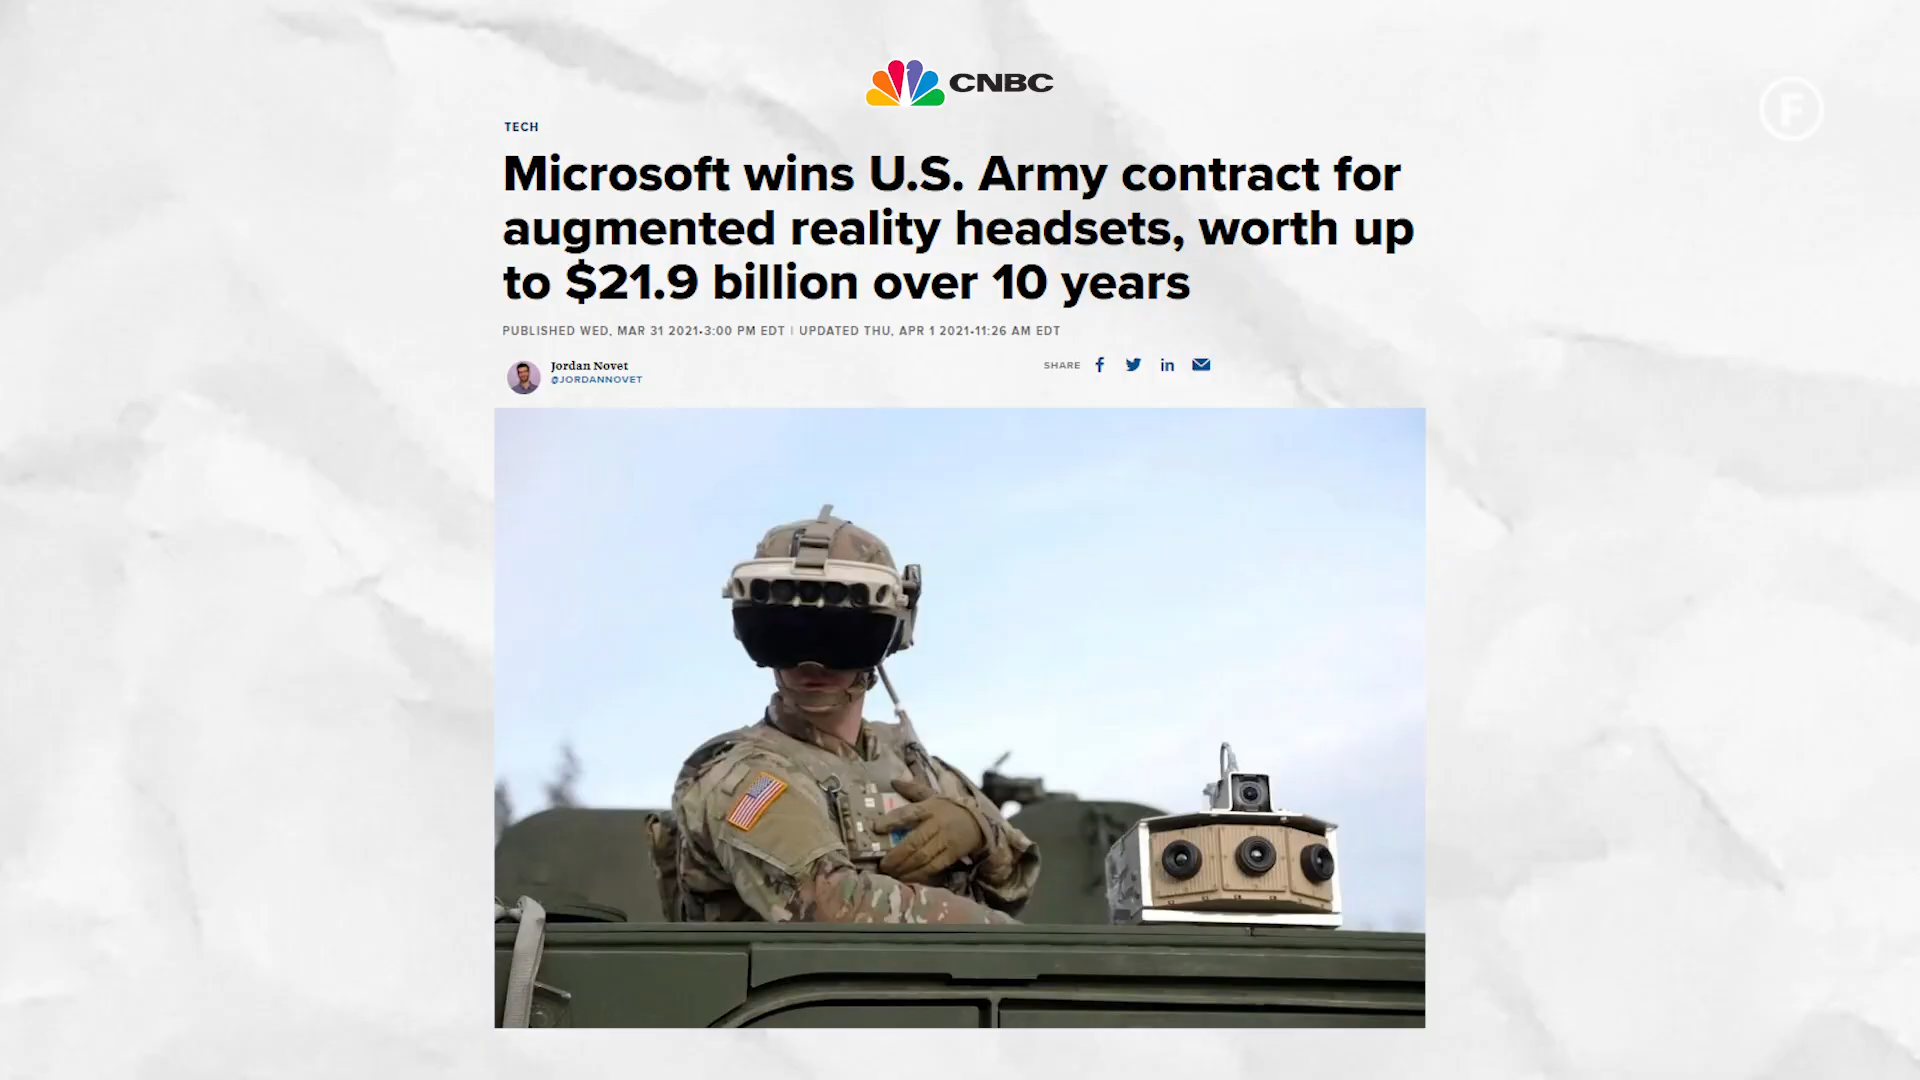 CNBC
F
TECH
Microsoft wins U.S. Army contract for
augmented reality headsets, worth up
to $21.9 billion over 10 years
PUBLISHED WED, MAR 31 2021•3:00 PM EDT | UPDATED THU, APR 1 2021•11:26 AM EDT
Jordan Novet
@JORDANNOVET
SHARE f in